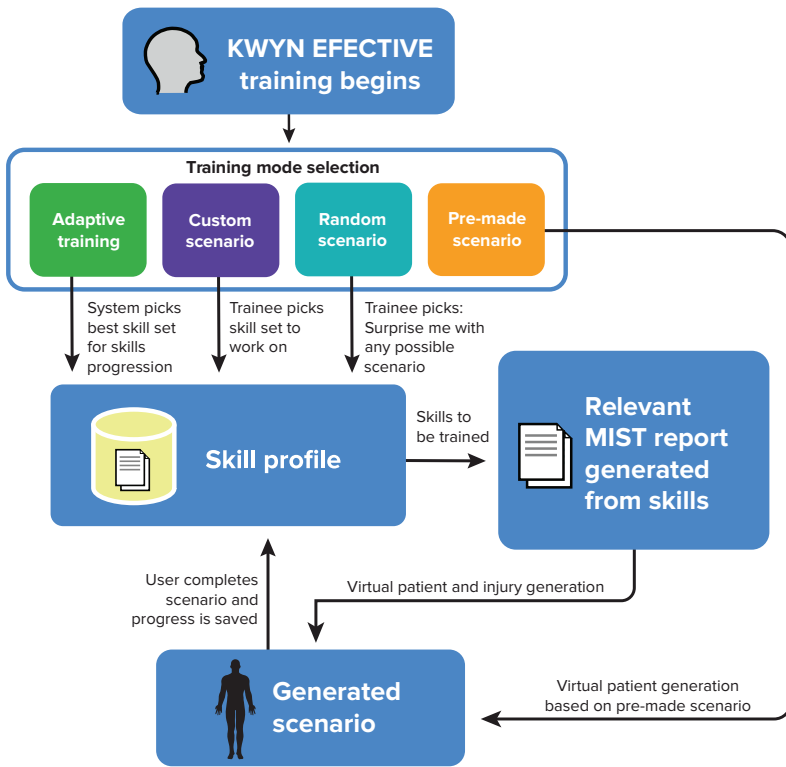 KWYN EFECTIVE
training begins
Training mode selection
Adaptive
training
Custom
scenario
Random
scenario
Pre-made
scenario
System picks
best skill set
for skills
progression
Trainee picks
skill set to
work on
Trainee picks:
Surprise me with
any possible
scenario
Skill profile
Skills to
be trained
Relevant
MIST report
generated
from skills
User completes
scenario and
progress is saved
Virtual patient and injury generation
Generated
scenario
Virtual patient generation
based on pre-made scenario